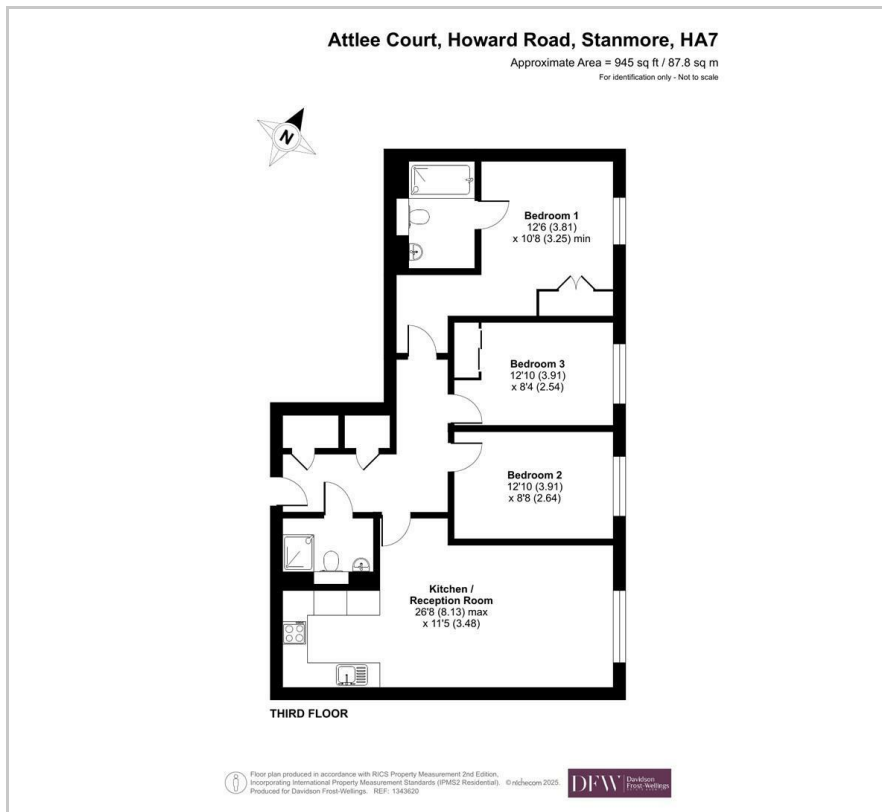 Attlee Court, Howard Road, Stanmore, HA7
Approximate Area = 945 sq ft / 87.8 sq m
For identification only - Not to scale
N
Bedroom 1
12'6 (3.81)
x 10'8 (3.25) min
Bedroom 3
12'10 (3.91)
x 8'4 (2.54)
Bedroom 2
12'10 (3.91)
x 8'8 (2.64)
Kitchen /
Reception Room
26'8 (8.13) max
x 11'5 (3.48)
THIRD FLOOR
Floor plan produced in accordance with RICS Property Measurement 2nd Edition,
Incorporating International Property Measurement Standards (IPMS2 Residential). © nichecom 2025.
Produced for Davidson Frost-Wellings. REF: 1343620
DFW
Davidson
Frost-Wellings